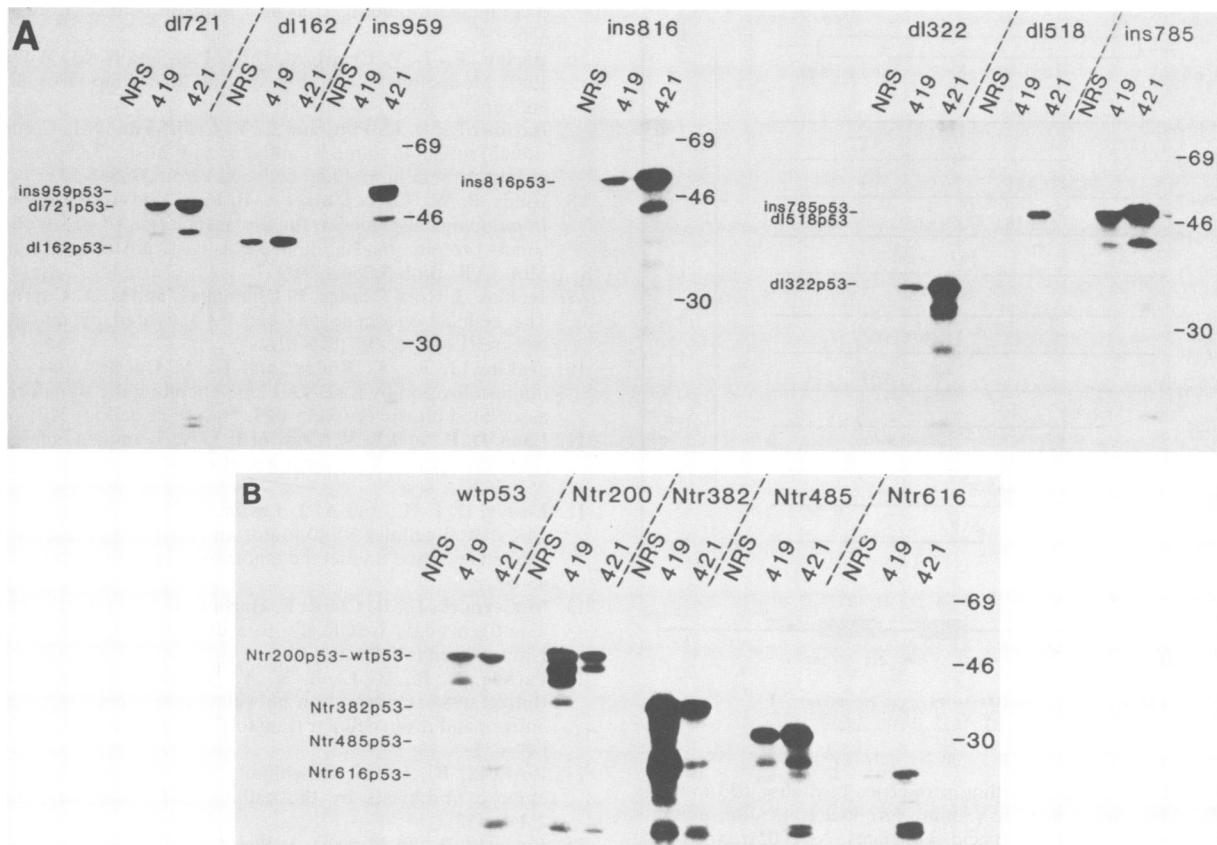 A
dl721 dl162 ins959 ins816 dl322 dl518 ins785
NRS 419 421 NRS 419 421 NRS 419 421 NRS 419 421 NRS 419 421 NRS 419 421 NRS 419 421
-69 -69 -69
ins959p53-
dl721p53-
dl162p53-
-46
-30
ins816p53-
-46
-30
ins785p53-
dl518p53-
dl322p53-
-46
-30
B
wtp53 Ntr200 Ntr382 Ntr485 Ntr616
NRS 419 421 NRS 419 421 NRS 419 421 NRS 419 421 NRS 419 421
-69
Ntr200p53-wtp53-
-46
Ntr382p53-
Ntr485p53-
-30
Ntr616p53-